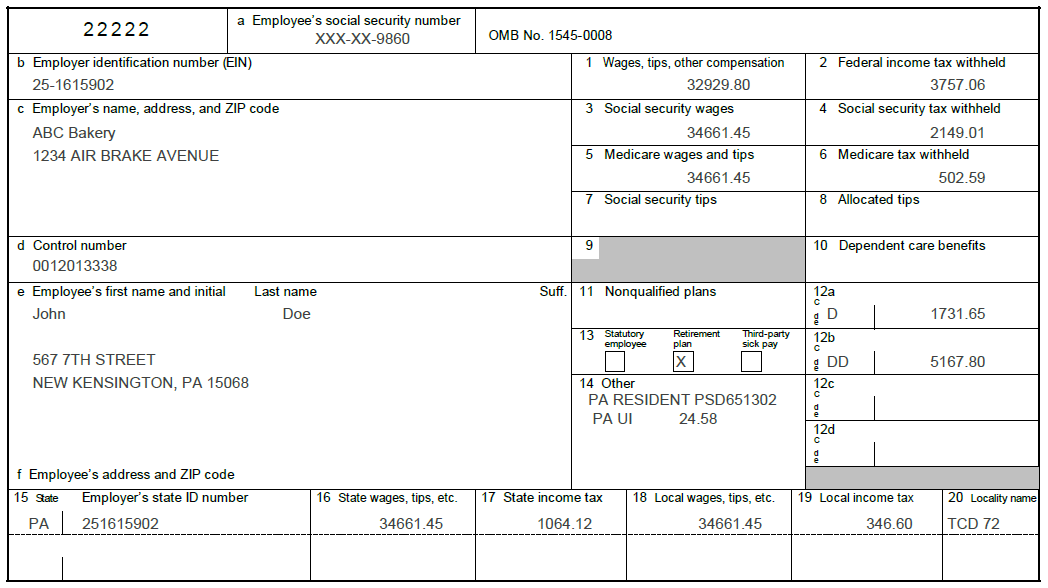 22222
a Employee's social security number
XXX-XX-9860
OMB No. 1545-0008
b Employer identification number (EIN)
25-1615902
1 Wages, tips, other compensation
32929.80
2 Federal income tax withheld
3757.06
c Employer's name, address, and ZIP code
ABC Bakery
1234 AIR BRAKE AVENUE
3 Social security wages
34661.45
4 Social security tax withheld
2149.01
5 Medicare wages and tips
34661.45
6 Medicare tax withheld
502.59
7 Social security tips
8 Allocated tips
d Control number
0012013338
9
10 Dependent care benefits
e Employee's first name and initial Last name Suff.
John Doe
567 7TH STREET
NEW KENSINGTON, PA 15068
f Employee's address and ZIP code
11 Nonqualified plans
12a
Code D 1731.65
13 Statutory employee Retirement plan Third-party sick pay
X
12b
Code DD 5167.80
14 Other
PA RESIDENT PSD651302
PA UI 24.58
12c
Code
12d
Code
15 State Employer's state ID number 16 State wages, tips, etc. 17 State income tax 18 Local wages, tips, etc. 19 Local income tax 20 Locality name
PA 251615902 34661.45 1064.12 34661.45 346.60 TCD 72